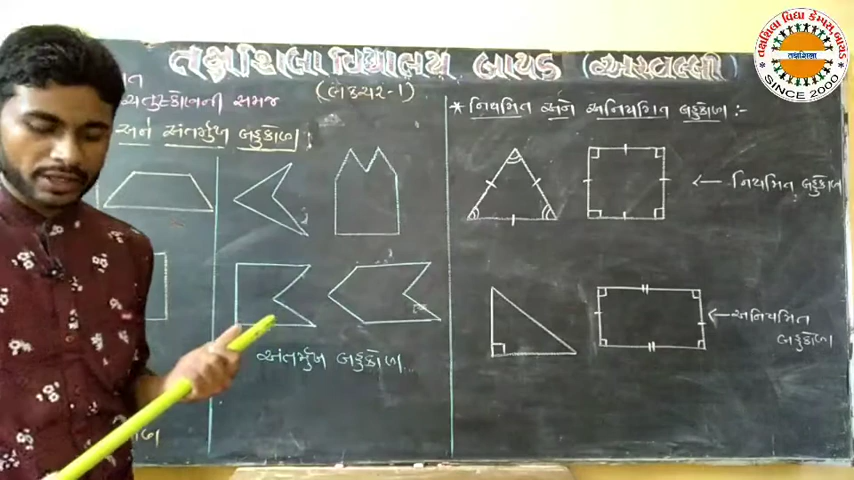 તક્ષશિલા વિદ્યાલય બાયડ (અરવલ્લી)
(લેકચર-1)
ચતુષ્કોણની સમજ
અને અંતર્મુખ બહુકોણ :
અંતર્મુખ બહુકોણ
* નિયમિત અને અનિયમિત બહુકોણ :-
નિયમિત બહુકોણ
અનિયમિત
બહુકોણ
તક્ષશિલા વિદ્યા કેમ્પસ બાયડ
SINCE 2000